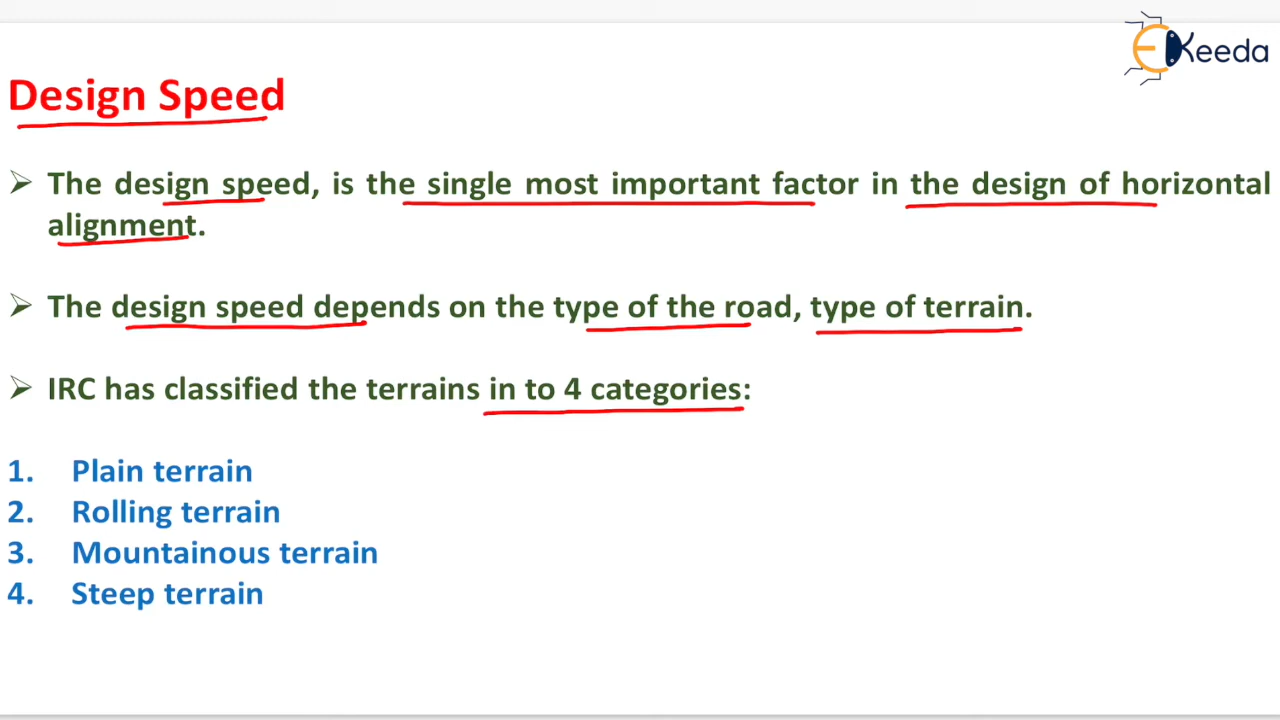 EKeeda
Design Speed
➢ The design speed, is the single most important factor in the design of horizontal
alignment.
➢ The design speed depends on the type of the road, type of terrain.
➢ IRC has classified the terrains in to 4 categories:
1. Plain terrain
2. Rolling terrain
3. Mountainous terrain
4. Steep terrain